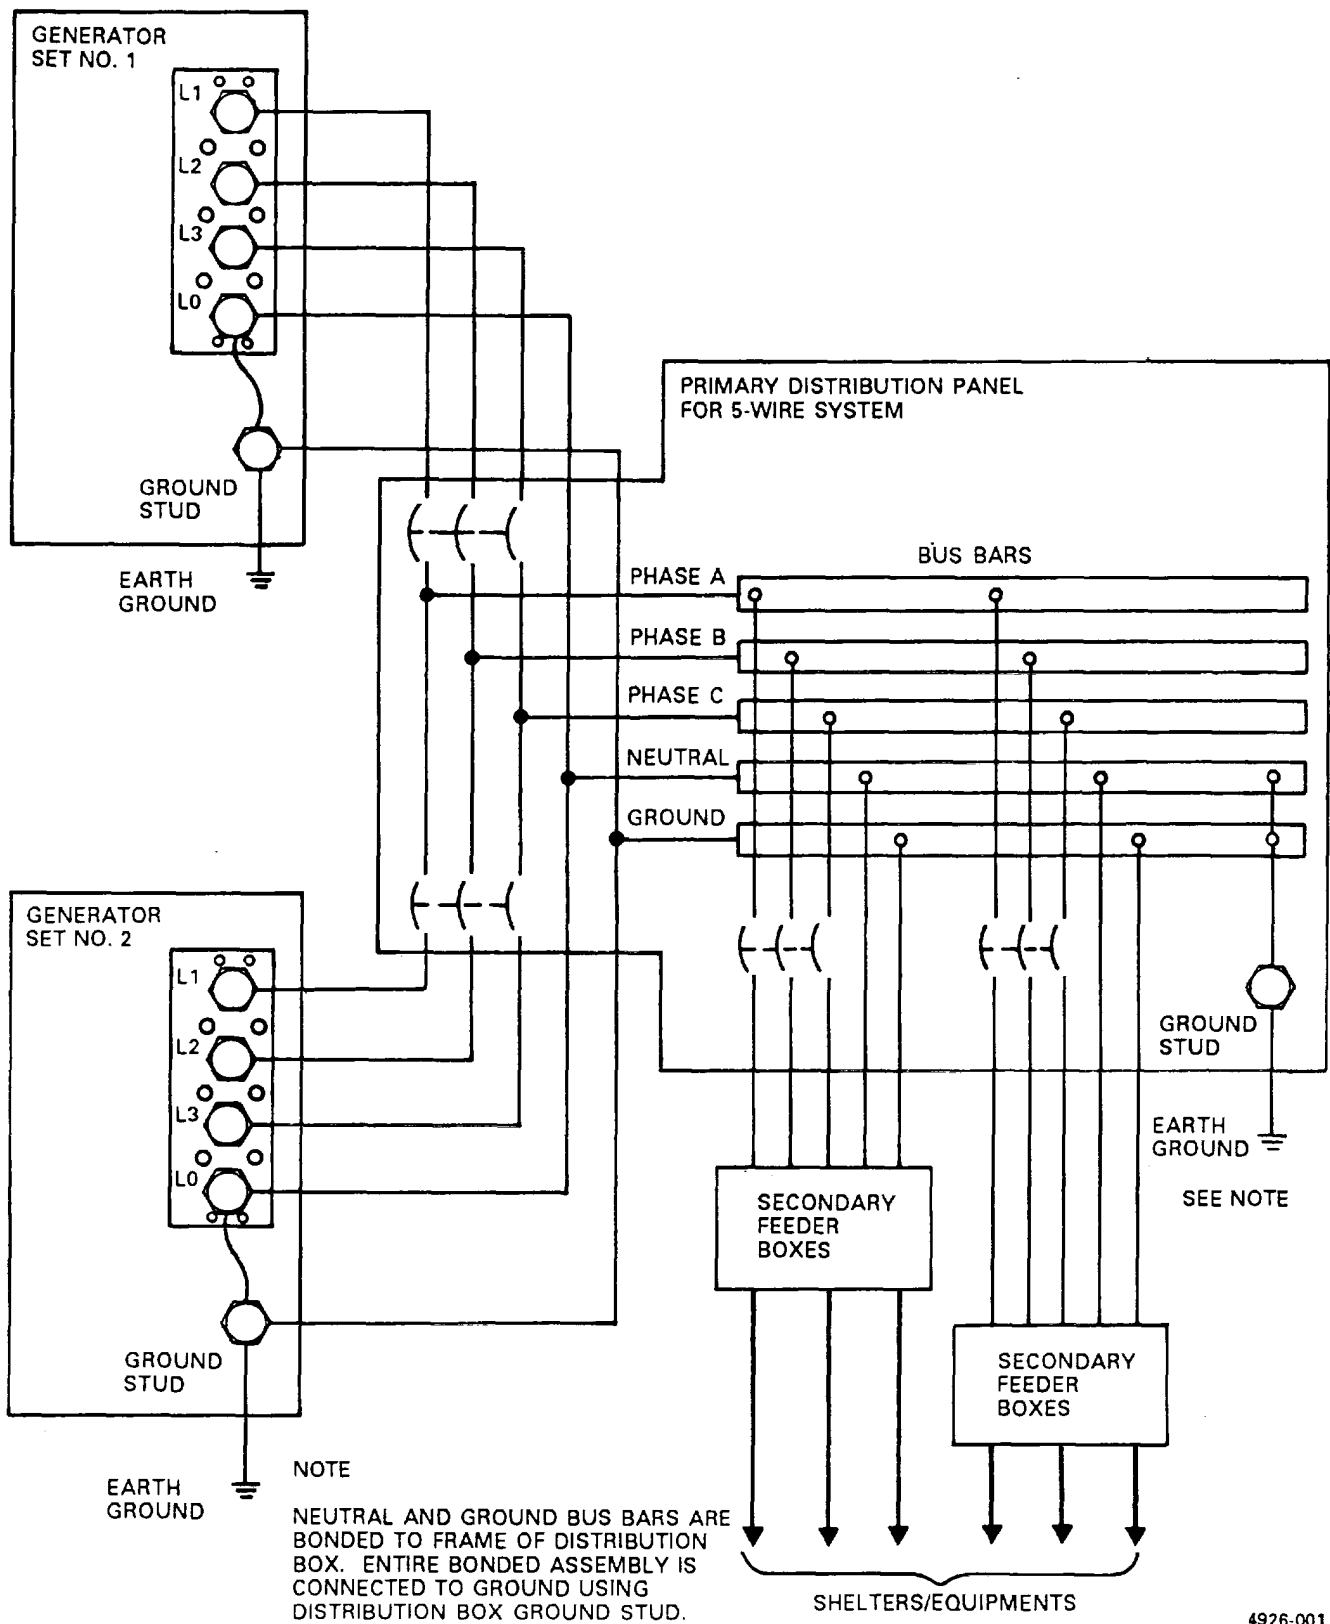 GENERATOR
SET NO. 1
L1
L2
L3
L0
GROUND
STUD
EARTH
GROUND
PRIMARY DISTRIBUTION PANEL
FOR 5-WIRE SYSTEM
BUS BARS
PHASE A
PHASE B
PHASE C
NEUTRAL
GROUND
GENERATOR
SET NO. 2
L1
L2
L3
L0
GROUND
STUD
EARTH
GROUND
GROUND
STUD
EARTH
GROUND
SEE NOTE
SECONDARY
FEEDER
BOXES
SECONDARY
FEEDER
BOXES
SHELTERS/EQUIPMENTS
NOTE
NEUTRAL AND GROUND BUS BARS ARE
BONDED TO FRAME OF DISTRIBUTION
BOX. ENTIRE BONDED ASSEMBLY IS
CONNECTED TO GROUND USING
DISTRIBUTION BOX GROUND STUD.
4926-001